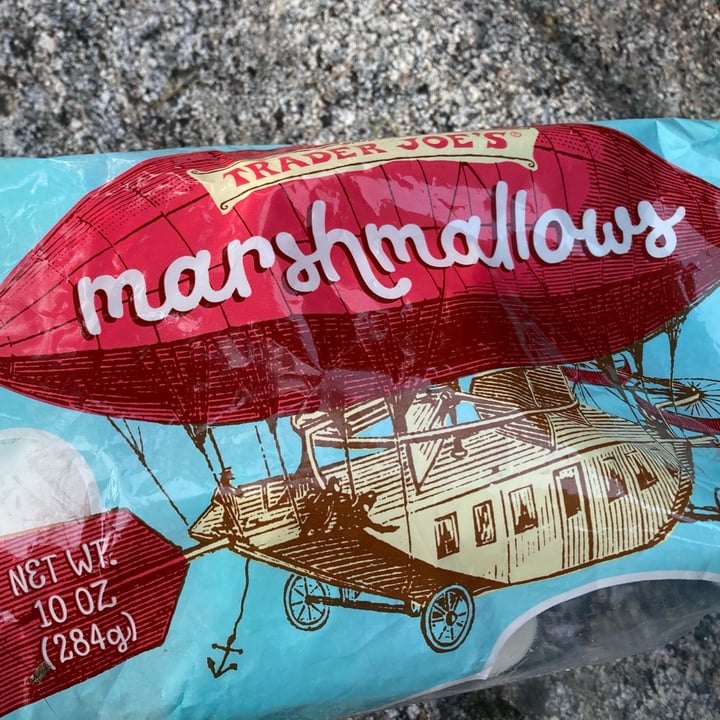 TRADER JOE'S®
marshmallows
NET WT.
10 OZ
(284g)